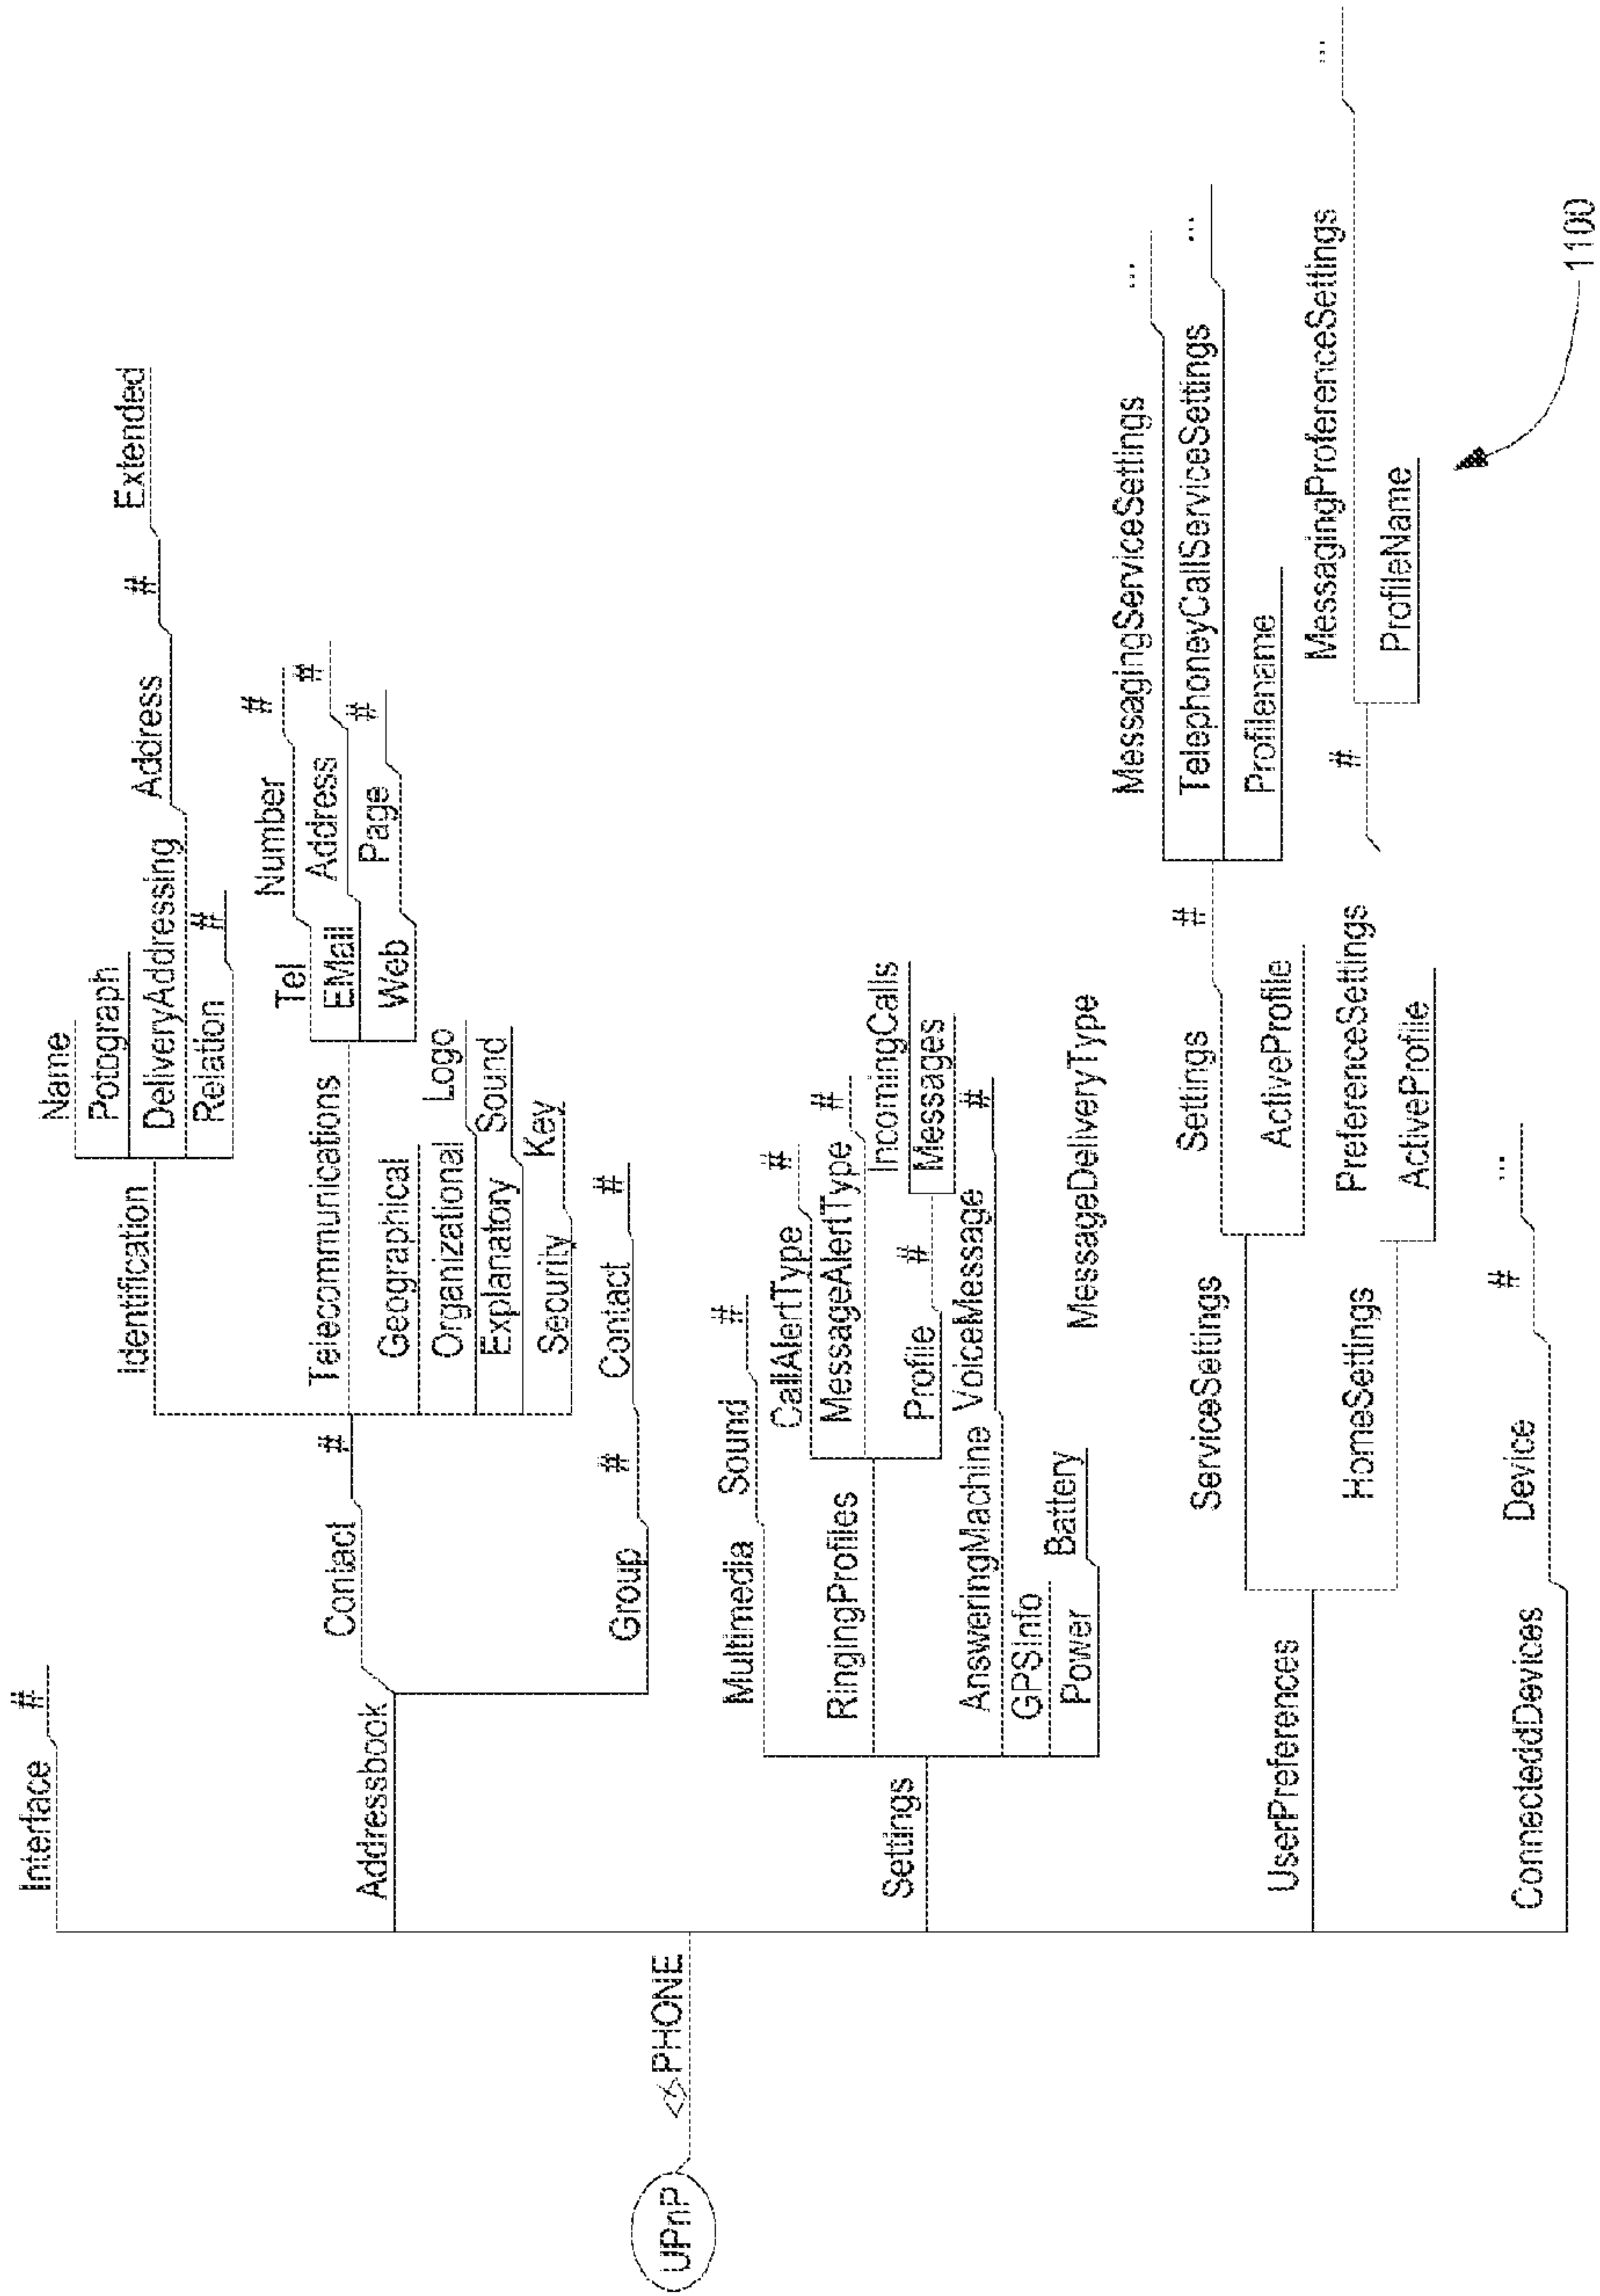 UPnP
PHONE
Interface #
Addressbook
Contact #
Identification
Name
Potograph
DeliveryAddressing Address # Extended
Relation #
Telecommunications
Tel Number #
EMail Address #
Web Page #
Geographical
Organizational Logo
Explanatory Sound
Security Key
Group # Contact #
Settings
Multimedia Sound #
RingingProfiles
CallAlertType #
MessageAlertType #
Profile #
IncomingCalls
Messages
AnsweringMachine VoiceMessage #
GPSInfo
Power Battery
MessageDeliveryType
UserPreferences
ServiceSettings
Settings #
MessagingServiceSettings ...
TelephoneyCallServiceSettings ...
Profilename
ActiveProfile
HomeSettings
PreferenceSettings #
MessagingProferenceSettings ...
ProfileName
ActiveProfile
ConnecteddDevices Device # ...
1100